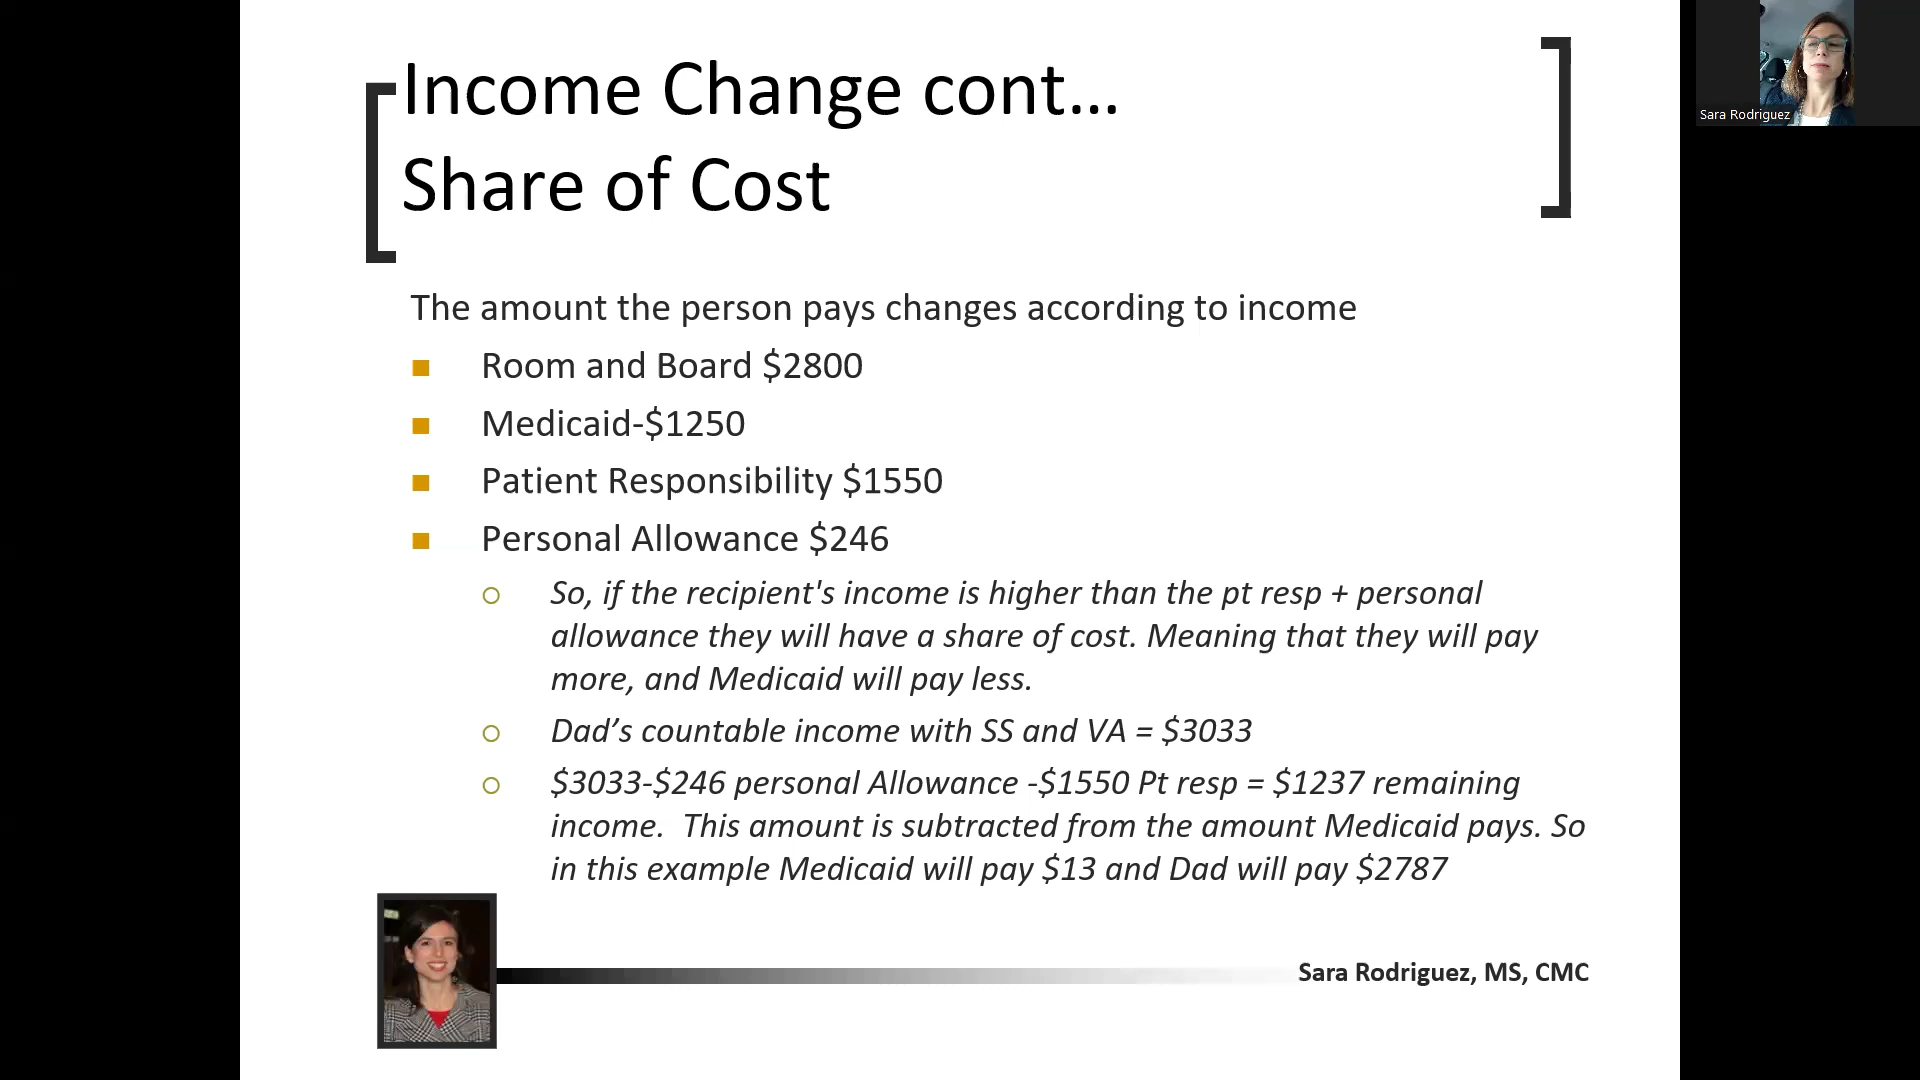 Income Change cont…
Share of Cost
Sara Rodriguez
The amount the person pays changes according to income
Room and Board $2800
Medicaid-$1250
Patient Responsibility $1550
Personal Allowance $246
So, if the recipient's income is higher than the pt resp + personal
allowance they will have a share of cost. Meaning that they will pay
more, and Medicaid will pay less.
Dad’s countable income with SS and VA = $3033
$3033-$246 personal Allowance -$1550 Pt resp = $1237 remaining
income.  This amount is subtracted from the amount Medicaid pays. So
in this example Medicaid will pay $13 and Dad will pay $2787
Sara Rodriguez, MS, CMC